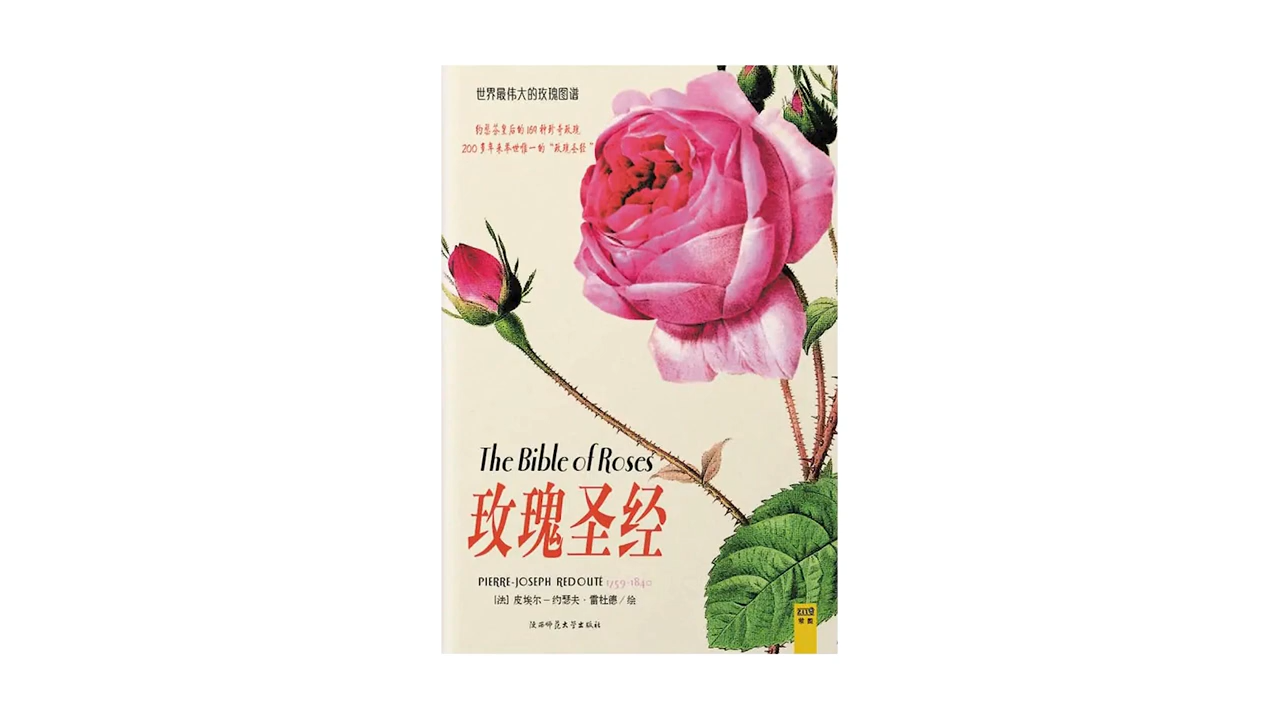 世界最伟大的玫瑰图谱
约瑟芬皇后的169种珍奇玫瑰
200多年来举世惟一的“玫瑰圣经”
The Bible of Roses
玫瑰圣经
PIERRE-JOSEPH REDOUTÉ 1759-1840
[法] 皮埃尔－约瑟夫·雷杜德／绘
陕西师范大学出版社
紫图